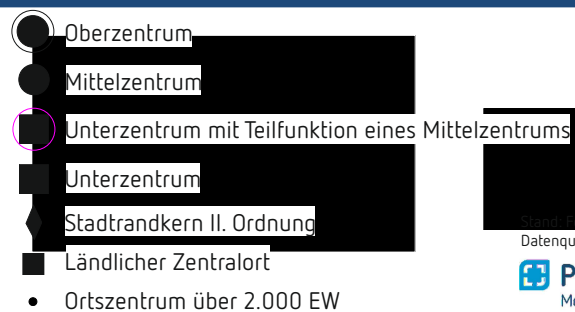 Oberzentrum
Mittelzentrum
Unterzentrum mit Teilfunktion eines Mittelzentrums
Unterzentrum
Stadtrandkern II. Ordnung
Ländlicher Zentralort
Ortszentrum über 2.000 EW
Stand:
Datenqu
P